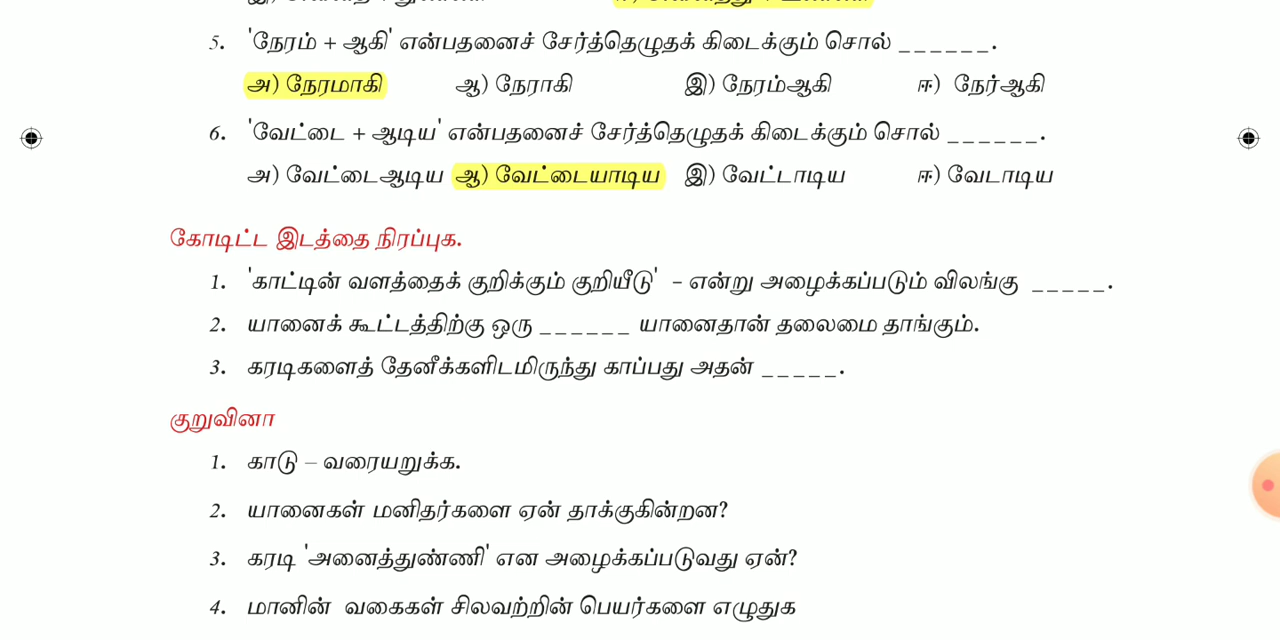 5. 'நேரம் + ஆகி' என்பதனைச் சேர்த்தெழுதக் கிடைக்கும் சொல் ______.
அ) நேரமாகி ஆ) நேராகி இ) நேரம்ஆகி ஈ) நேர்ஆகி
6. 'வேட்டை + ஆடிய' என்பதனைச் சேர்த்தெழுதக் கிடைக்கும் சொல் ______.
அ) வேட்டைஆடிய ஆ) வேட்டையாடிய இ) வேட்டாடிய ஈ) வேடாடிய
கோடிட்ட இடத்தை நிரப்புக.
1. 'காட்டின் வளத்தைக் குறிக்கும் குறியீடு' - என்று அழைக்கப்படும் விலங்கு _____.
2. யானைக் கூட்டத்திற்கு ஒரு ______ யானைதான் தலைமை தாங்கும்.
3. கரடிகளைத் தேனீக்களிடமிருந்து காப்பது அதன் _____.
குறுவினா
1. காடு – வரையறுக்க.
2. யானைகள் மனிதர்களை ஏன் தாக்குகின்றன?
3. கரடி 'அனைத்துண்ணி' என அழைக்கப்படுவது ஏன்?
4. மானின் வகைகள் சிலவற்றின் பெயர்களை எழுதுக